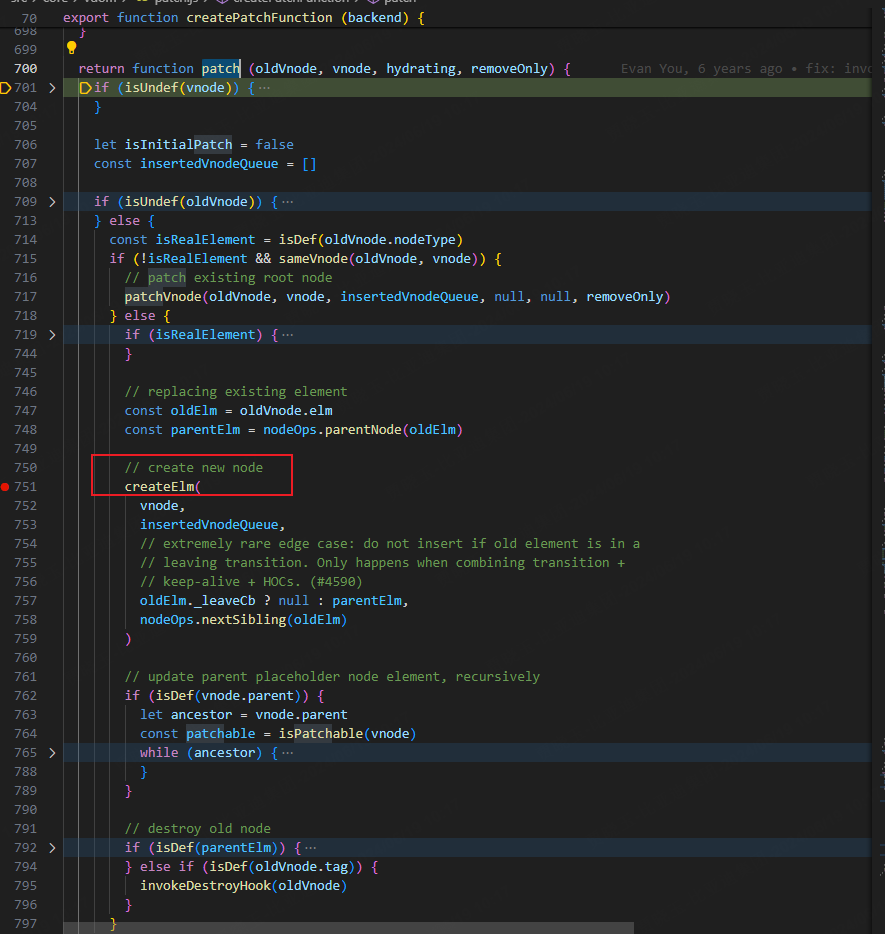 70 export function createPatchFunction (backend) {
698 }
699
700 return function patch (oldVnode, vnode, hydrating, removeOnly) { Evan You, 6 years ago • fix: invo
701 if (isUndef(vnode)) { ···
704 }
705
706 let isInitialPatch = false
707 const insertedVnodeQueue = []
708
709 if (isUndef(oldVnode)) { ···
713 } else {
714 const isRealElement = isDef(oldVnode.nodeType)
715 if (!isRealElement && sameVnode(oldVnode, vnode)) {
716 // patch existing root node
717 patchVnode(oldVnode, vnode, insertedVnodeQueue, null, null, removeOnly)
718 } else {
719 if (isRealElement) { ···
744 }
745
746 // replacing existing element
747 const oldElm = oldVnode.elm
748 const parentElm = nodeOps.parentNode(oldElm)
749
750 // create new node
751 createElm(
752 vnode,
753 insertedVnodeQueue,
754 // extremely rare edge case: do not insert if old element is in a
755 // leaving transition. Only happens when combining transition +
756 // keep-alive + HOCs. (#4590)
757 oldElm._leaveCb ? null : parentElm,
758 nodeOps.nextSibling(oldElm)
759 )
760
761 // update parent placeholder node element, recursively
762 if (isDef(vnode.parent)) {
763 let ancestor = vnode.parent
764 const patchable = isPatchable(vnode)
765 while (ancestor) { ···
788 }
789 }
790
791 // destroy old node
792 if (isDef(parentElm)) { ···
794 } else if (isDef(oldVnode.tag)) {
795 invokeDestroyHook(oldVnode)
796 }
797 }